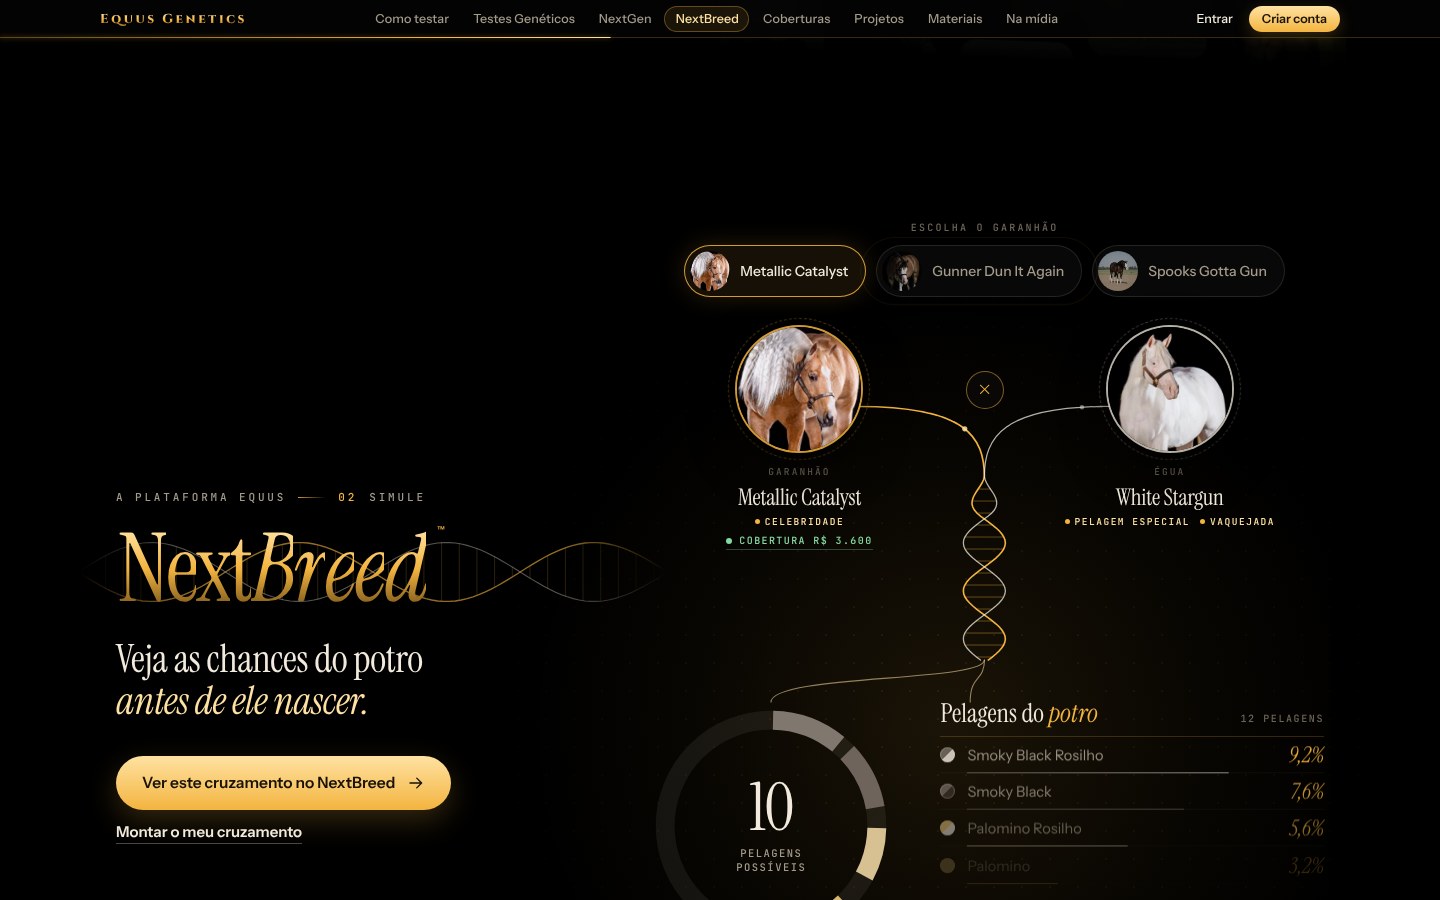 EQUUS GENETICS
Como testar
Testes Genéticos
NextGen
NextBreed
Coberturas
Projetos
Materiais
Na mídia
Entrar
Criar conta
ESCOLHA O GARANHÃO
Metallic Catalyst
Gunner Dun It Again
Spooks Gotta Gun
GARANHÃO
Metallic Catalyst
CELEBRIDADE
COBERTURA R$ 3.600
ÉGUA
White Stargun
PELAGEM ESPECIAL
VAQUEJADA
A PLATAFORMA EQUUS
02 SIMULE
NextBreed™
Veja as chances do potro
antes de ele nascer.
Ver este cruzamento no NextBreed →
Montar o meu cruzamento
10
PELAGENS
POSSÍVEIS
Pelagens do potro
12 PELAGENS
Smoky Black Rosilho 9,2%
Smoky Black 7,6%
Palomino Rosilho 5,6%
Palomino 3,2%